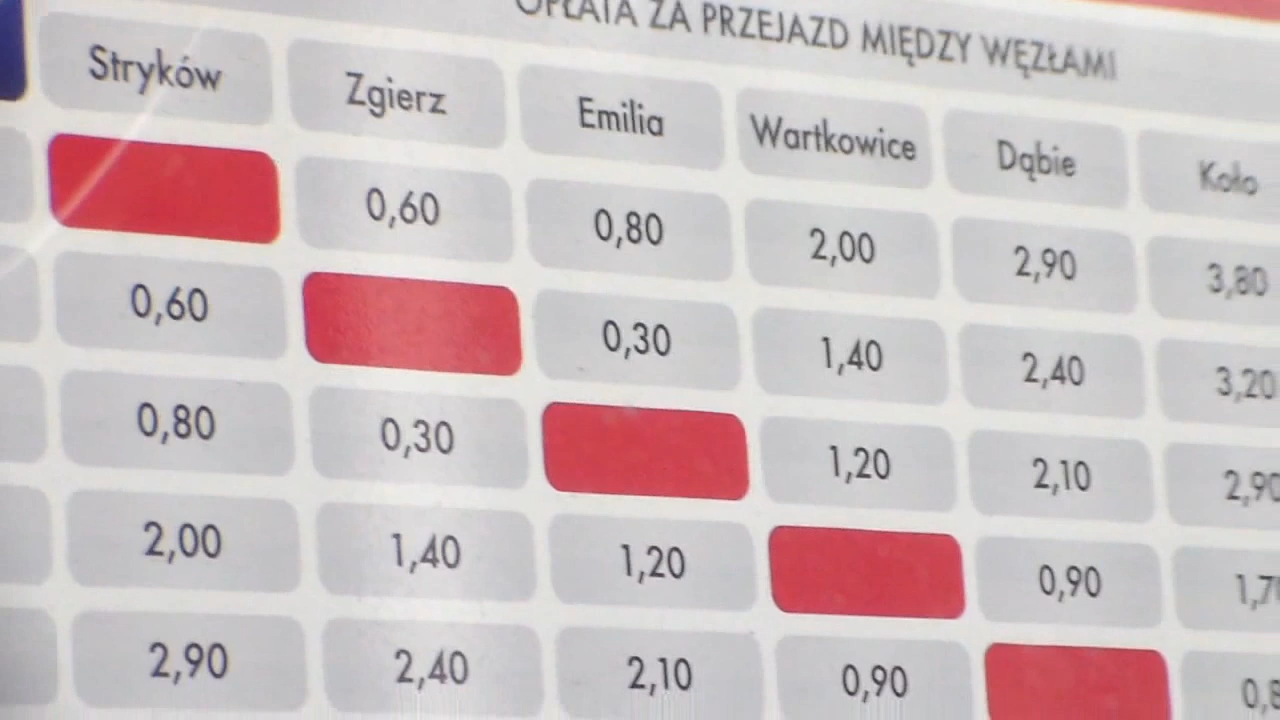 OPŁATA ZA PRZEJAZD MIĘDZY WĘZŁAMI
Stryków Zgierz Emilia Wartkowice Dąbie Koło
0,60 0,80 2,00 2,90 3,80
0,60 0,30 1,40 2,40 3,20
0,80 0,30 1,20 2,10 2,90
2,00 1,40 1,20 0,90
2,90 2,40 2,10 0,90